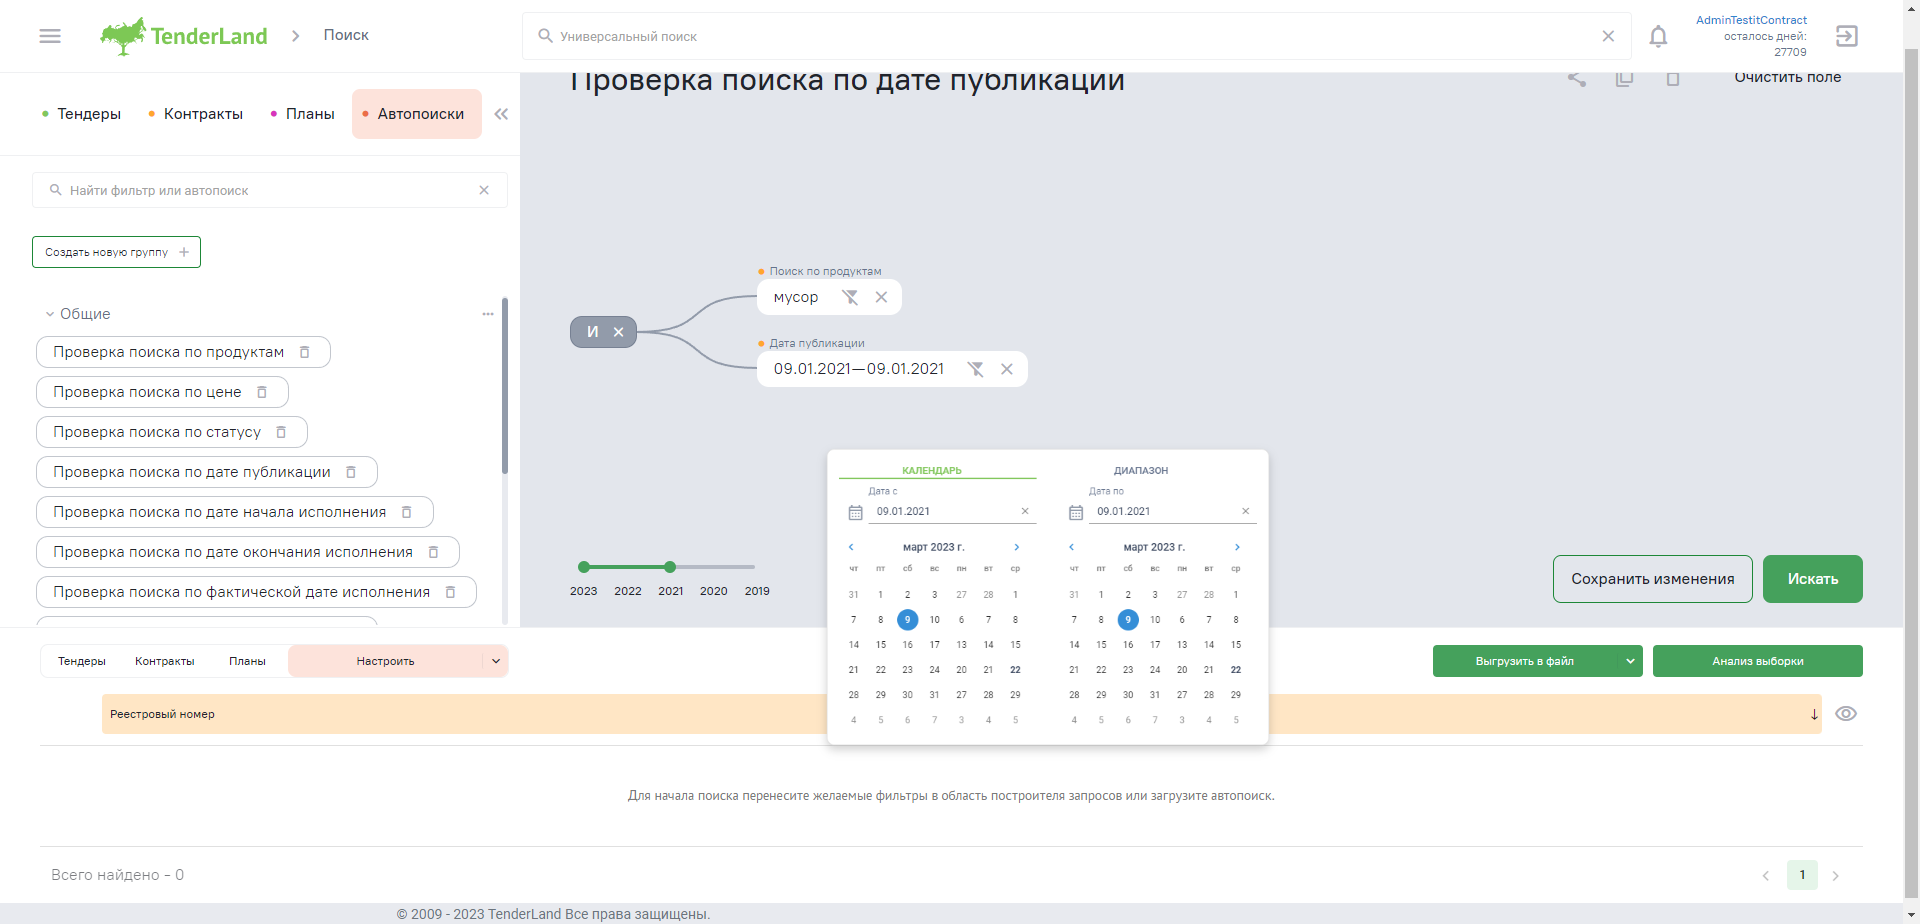 TenderLand
Поиск
Универсальный поиск
AdminTestitContract
осталось дней:
27709
Тендеры
Контракты
Планы
Автопоиски
Проверка поиска по дате публикации
Очистить поле
Найти фильтр или автопоиск
Создать новую группу
Общие
Проверка поиска по продуктам
Проверка поиска по цене
Проверка поиска по статусу
Проверка поиска по дате публикации
Проверка поиска по дате начала исполнения
Проверка поиска по дате окончания исполнения
Проверка поиска по фактической дате исполнения
Поиск по продуктам
мусор
И
Дата публикации
09.01.2021—09.01.2021
2023 2022 2021 2020 2019
КАЛЕНДАРЬ
ДИАПАЗОН
Дата с
09.01.2021
март 2023 г.
чт пт сб вс пн вт ср
31 1 2 3 27 28 1
7 8 9 10 6 7 8
14 15 16 17 13 14 15
21 22 23 24 20 21 22
28 29 30 31 27 28 29
4 5 6 7 3 4 5
Дата по
09.01.2021
март 2023 г.
чт пт сб вс пн вт ср
31 1 2 3 27 28 1
7 8 9 10 6 7 8
14 15 16 17 13 14 15
21 22 23 24 20 21 22
28 29 30 31 27 28 29
4 5 6 7 3 4 5
Сохранить изменения
Искать
Тендеры
Контракты
Планы
Настроить
Выгрузить в файл
Анализ выборки
Реестровый номер
Для начала поиска перенесите желаемые фильтры в область построителя запросов или загрузите автопоиск.
Всего найдено - 0
1
© 2009 - 2023 TenderLand Все права защищены.